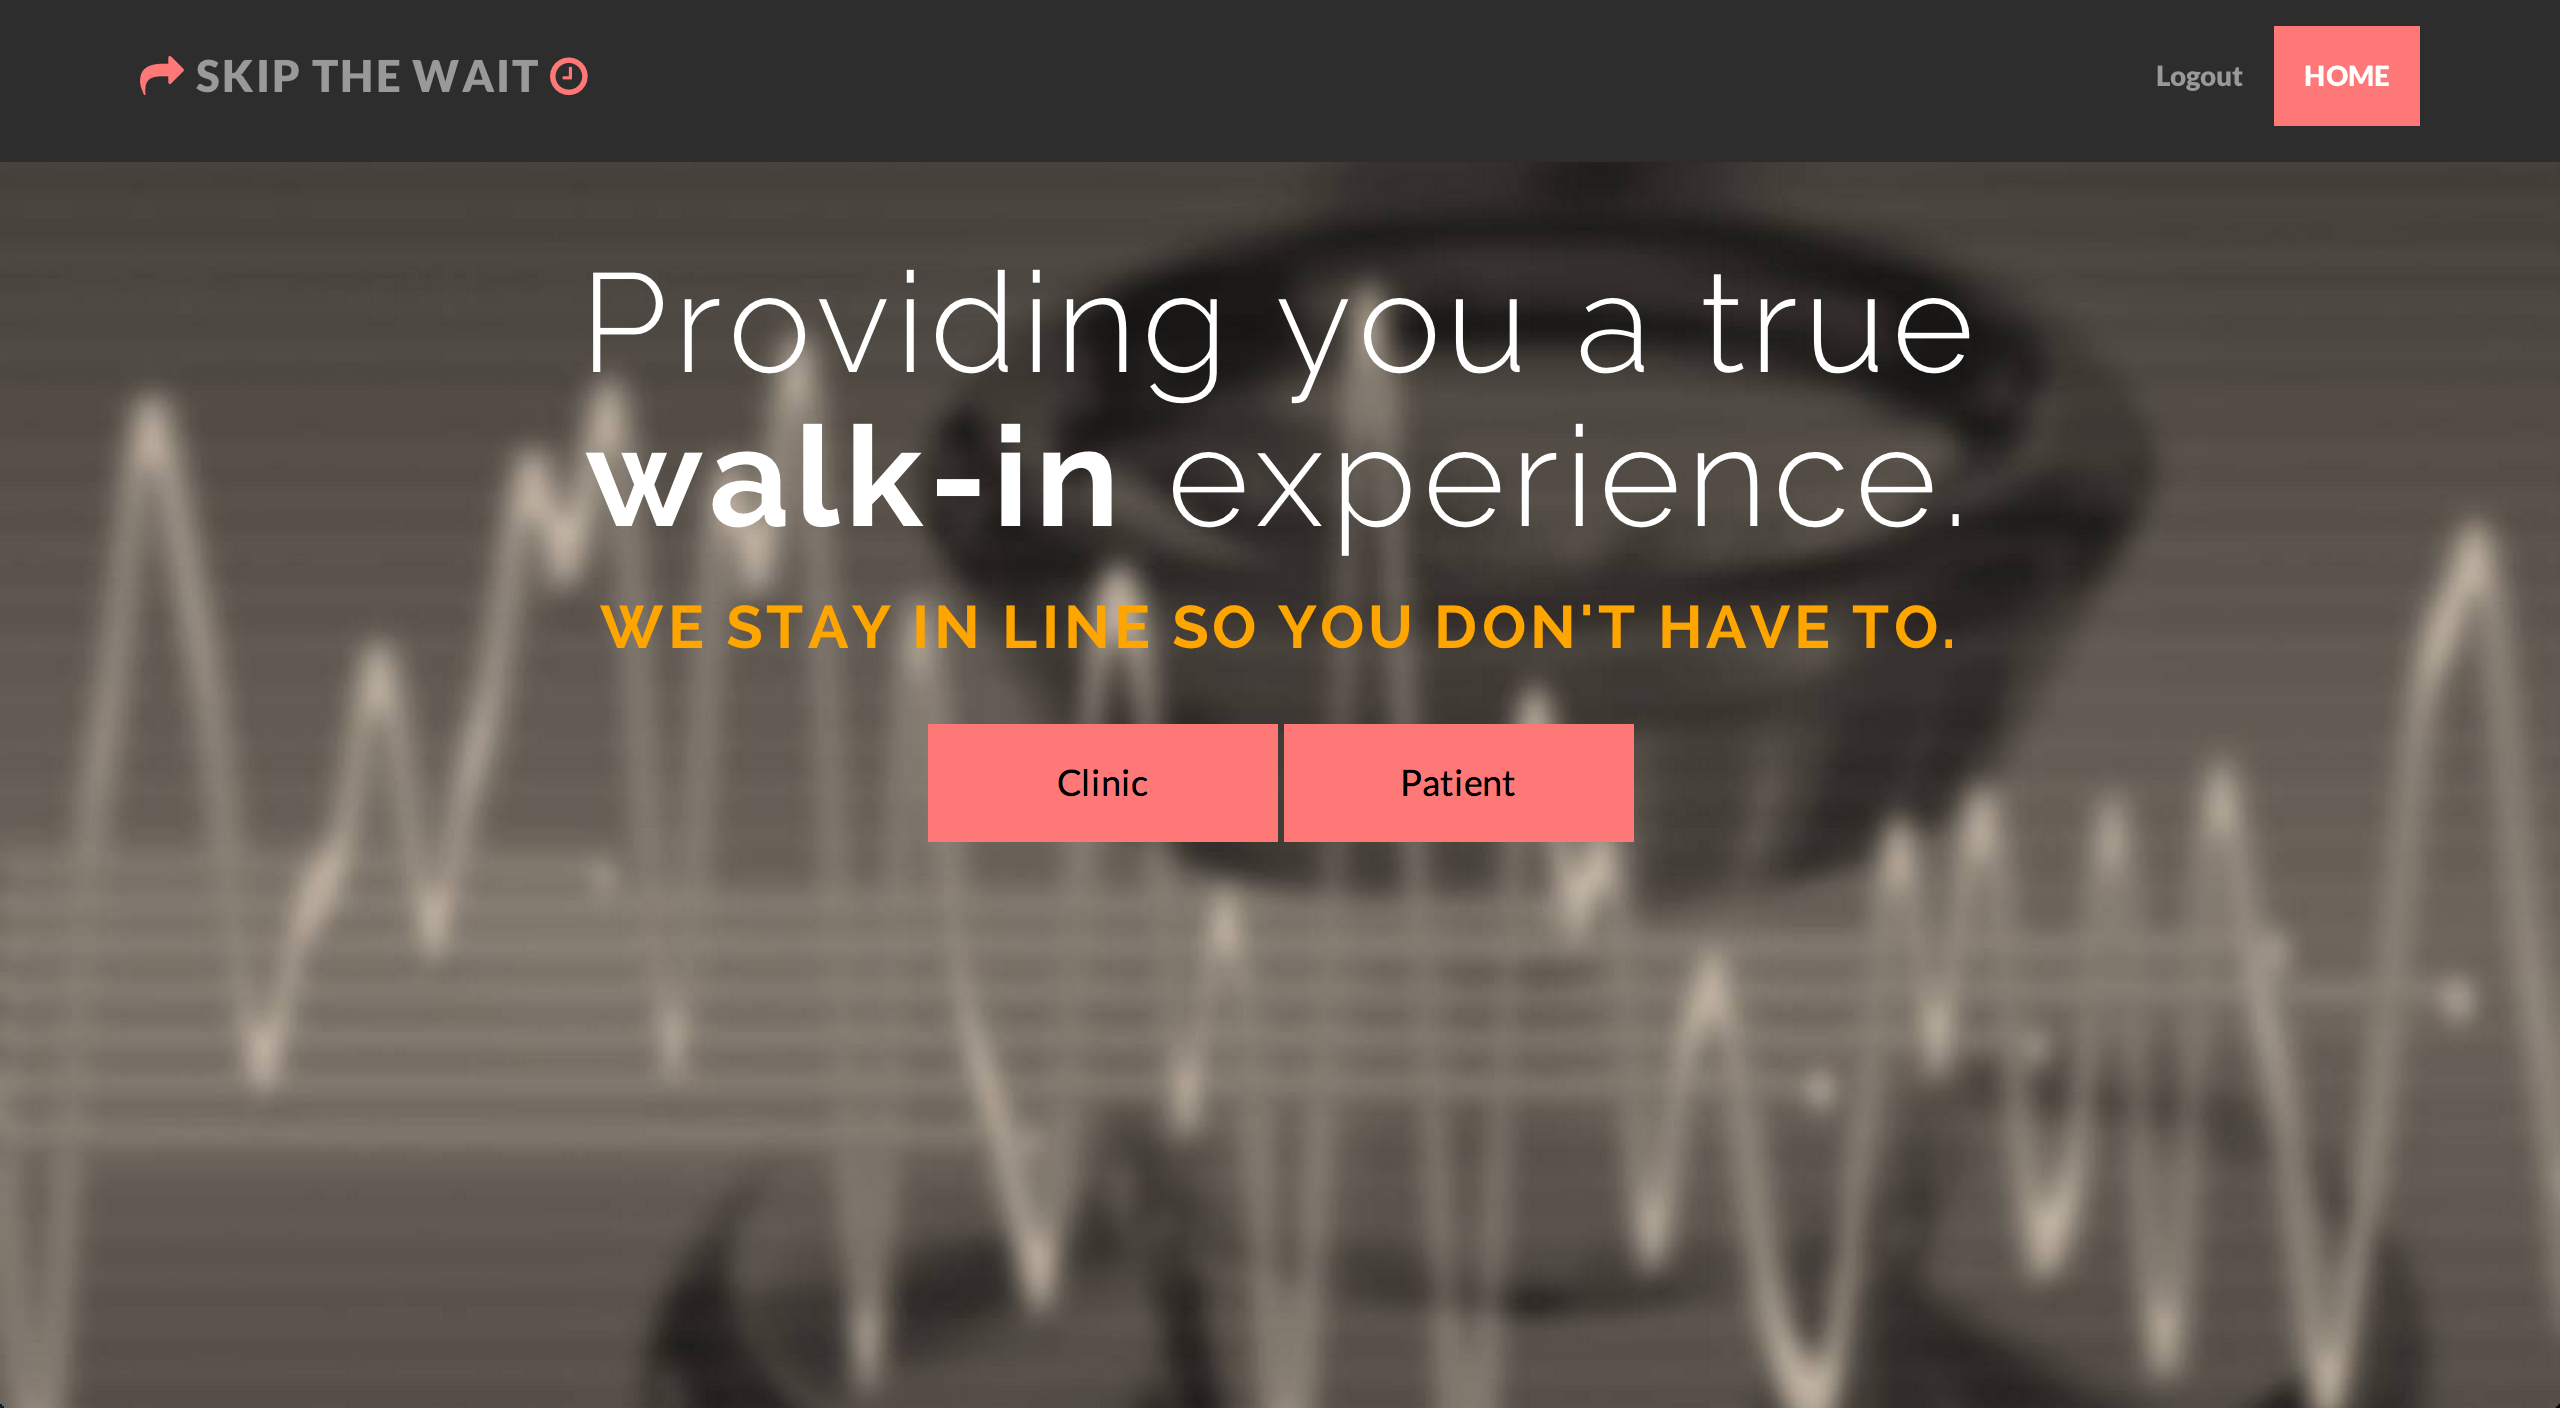 SKIP THE WAIT
Logout
HOME
Providing you a true
walk-in experience.
WE STAY IN LINE SO YOU DON'T HAVE TO.
Clinic
Patient